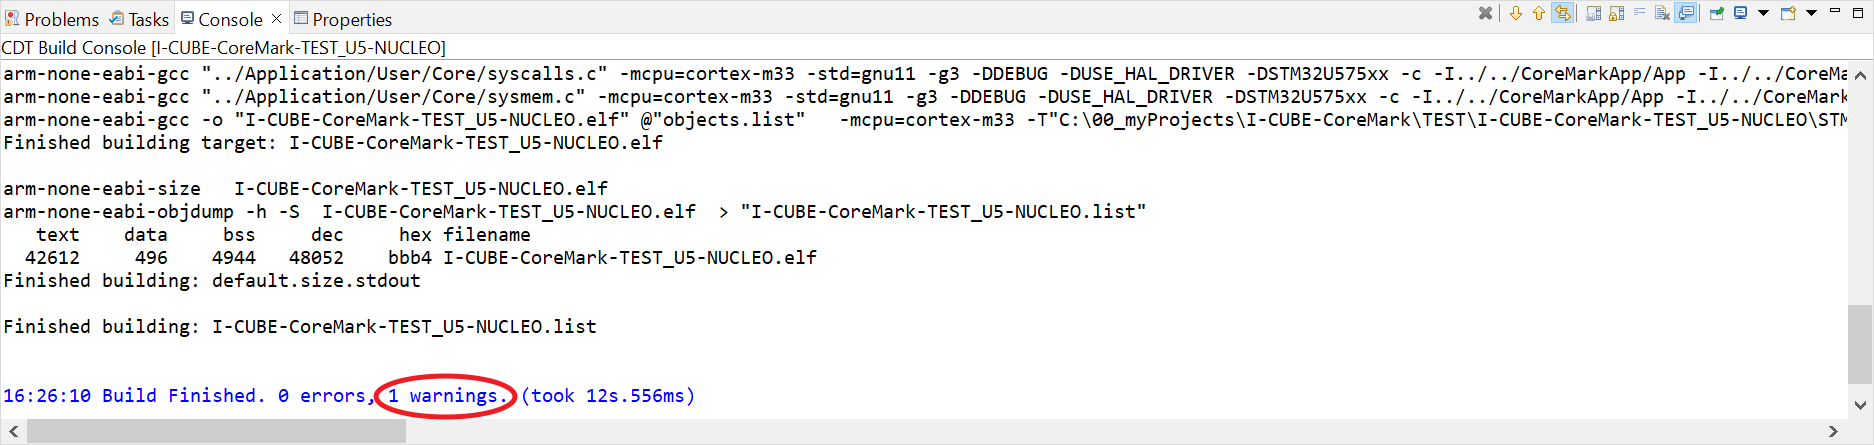 Problems Tasks Console Properties
CDT Build Console [I-CUBE-CoreMark-TEST_U5-NUCLEO]
arm-none-eabi-gcc "../Application/User/Core/syscalls.c" -mcpu=cortex-m33 -std=gnu11 -g3 -DDEBUG -DUSE_HAL_DRIVER -DSTM32U575xx -c -I../../CoreMarkApp/App -I../../CoreMa
arm-none-eabi-gcc "../Application/User/Core/sysmem.c" -mcpu=cortex-m33 -std=gnu11 -g3 -DDEBUG -DUSE_HAL_DRIVER -DSTM32U575xx -c -I../../CoreMarkApp/App -I../../CoreMark
arm-none-eabi-gcc -o "I-CUBE-CoreMark-TEST_U5-NUCLEO.elf" @"objects.list"   -mcpu=cortex-m33 -T"C:\00_myProjects\I-CUBE-CoreMark\TEST\I-CUBE-CoreMark-TEST_U5-NUCLEO\STM
Finished building target: I-CUBE-CoreMark-TEST_U5-NUCLEO.elf
arm-none-eabi-size   I-CUBE-CoreMark-TEST_U5-NUCLEO.elf
arm-none-eabi-objdump -h -S  I-CUBE-CoreMark-TEST_U5-NUCLEO.elf  > "I-CUBE-CoreMark-TEST_U5-NUCLEO.list"
   text    data     bss     dec     hex filename
  42612     496    4944   48052    bbb4 I-CUBE-CoreMark-TEST_U5-NUCLEO.elf
Finished building: default.size.stdout
Finished building: I-CUBE-CoreMark-TEST_U5-NUCLEO.list
16:26:10 Build Finished. 0 errors, 1 warnings. (took 12s.556ms)